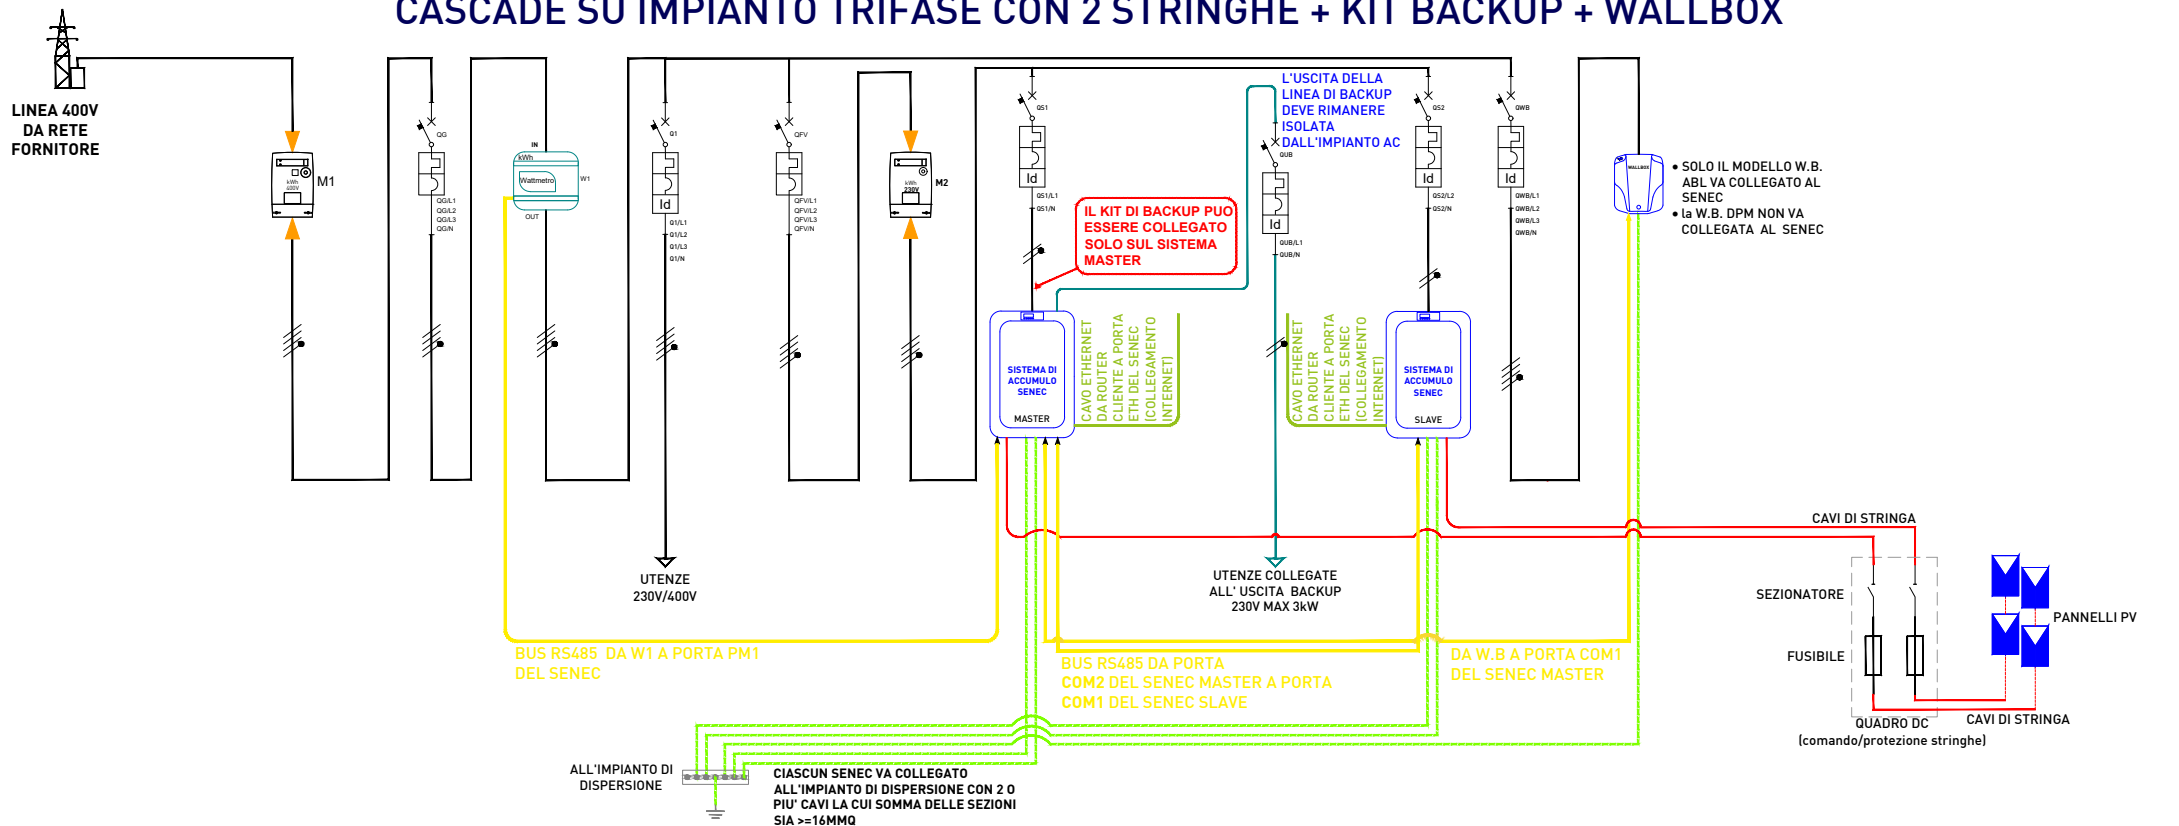 CASCADE SU IMPIANTO TRIFASE CON 2 STRINGHE + KIT BACKUP + WALLBOX
LINEA 400V
DA RETE
FORNITORE
kWh
400V
M1
QG
QG/L1
QG/L2
QG/L3
QG/N
IN
kWh
Wattmetro
W1
OUT
Q1
Id
Q1/L1
Q1/L2
Q1/L3
Q1/N
QFV
QFV/L1
QFV/L2
QFV/L3
QFV/N
kWh
230V
M2
QS1
Id
QS1/L1
QS1/N
L'USCITA DELLA
LINEA DI BACKUP
DEVE RIMANERE
ISOLATA
DALL'IMPIANTO AC
QUB
Id
QUB/L1
QUB/N
QS2
Id
QS2/L2
QS2/N
QWB
Id
QWB/L1
QWB/L2
QWB/L3
QWB/N
WALLBOX
• SOLO IL MODELLO W.B.
ABL VA COLLEGATO AL
SENEC
• la W.B. DPM NON VA
COLLEGATA AL SENEC
IL KIT DI BACKUP PUO
ESSERE COLLEGATO
SOLO SUL SISTEMA
MASTER
SISTEMA DI
ACCUMULO
SENEC
MASTER
CAVO ETHERNET
DA ROUTER
CLIENTE A PORTA
ETH DEL SENEC
(COLLEGAMENTO
INTERNET)
CAVO ETHERNET
DA ROUTER
CLIENTE A PORTA
ETH DEL SENEC
(COLLEGAMENTO
INTERNET)
SISTEMA DI
ACCUMULO
SENEC
SLAVE
UTENZE
230V/400V
UTENZE COLLEGATE
ALL' USCITA BACKUP
230V MAX 3kW
CAVI DI STRINGA
SEZIONATORE
FUSIBILE
PANNELLI PV
CAVI DI STRINGA
QUADRO DC
(comando/protezione stringhe)
BUS RS485 DA W1 A PORTA PM1
DEL SENEC
BUS RS485 DA PORTA
COM2 DEL SENEC MASTER A PORTA
COM1 DEL SENEC SLAVE
DA W.B A PORTA COM1
DEL SENEC MASTER
ALL'IMPIANTO DI
DISPERSIONE
CIASCUN SENEC VA COLLEGATO
ALL'IMPIANTO DI DISPERSIONE CON 2 O
PIU' CAVI LA CUI SOMMA DELLE SEZIONI
SIA >=16MMQ